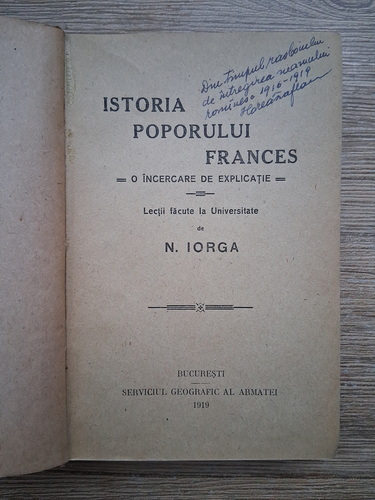 Din timpul rasboiului
de întregirea neamului
românesc 1916-1919
ISTORIA
POPORULUI
FRANCES
= O ÎNCERCARE DE EXPLICAȚIE =
Lecții făcute la Universitate
de
N. IORGA
BUCUREȘTI
SERVICIUL GEOGRAFIC AL ARMATEI
1919